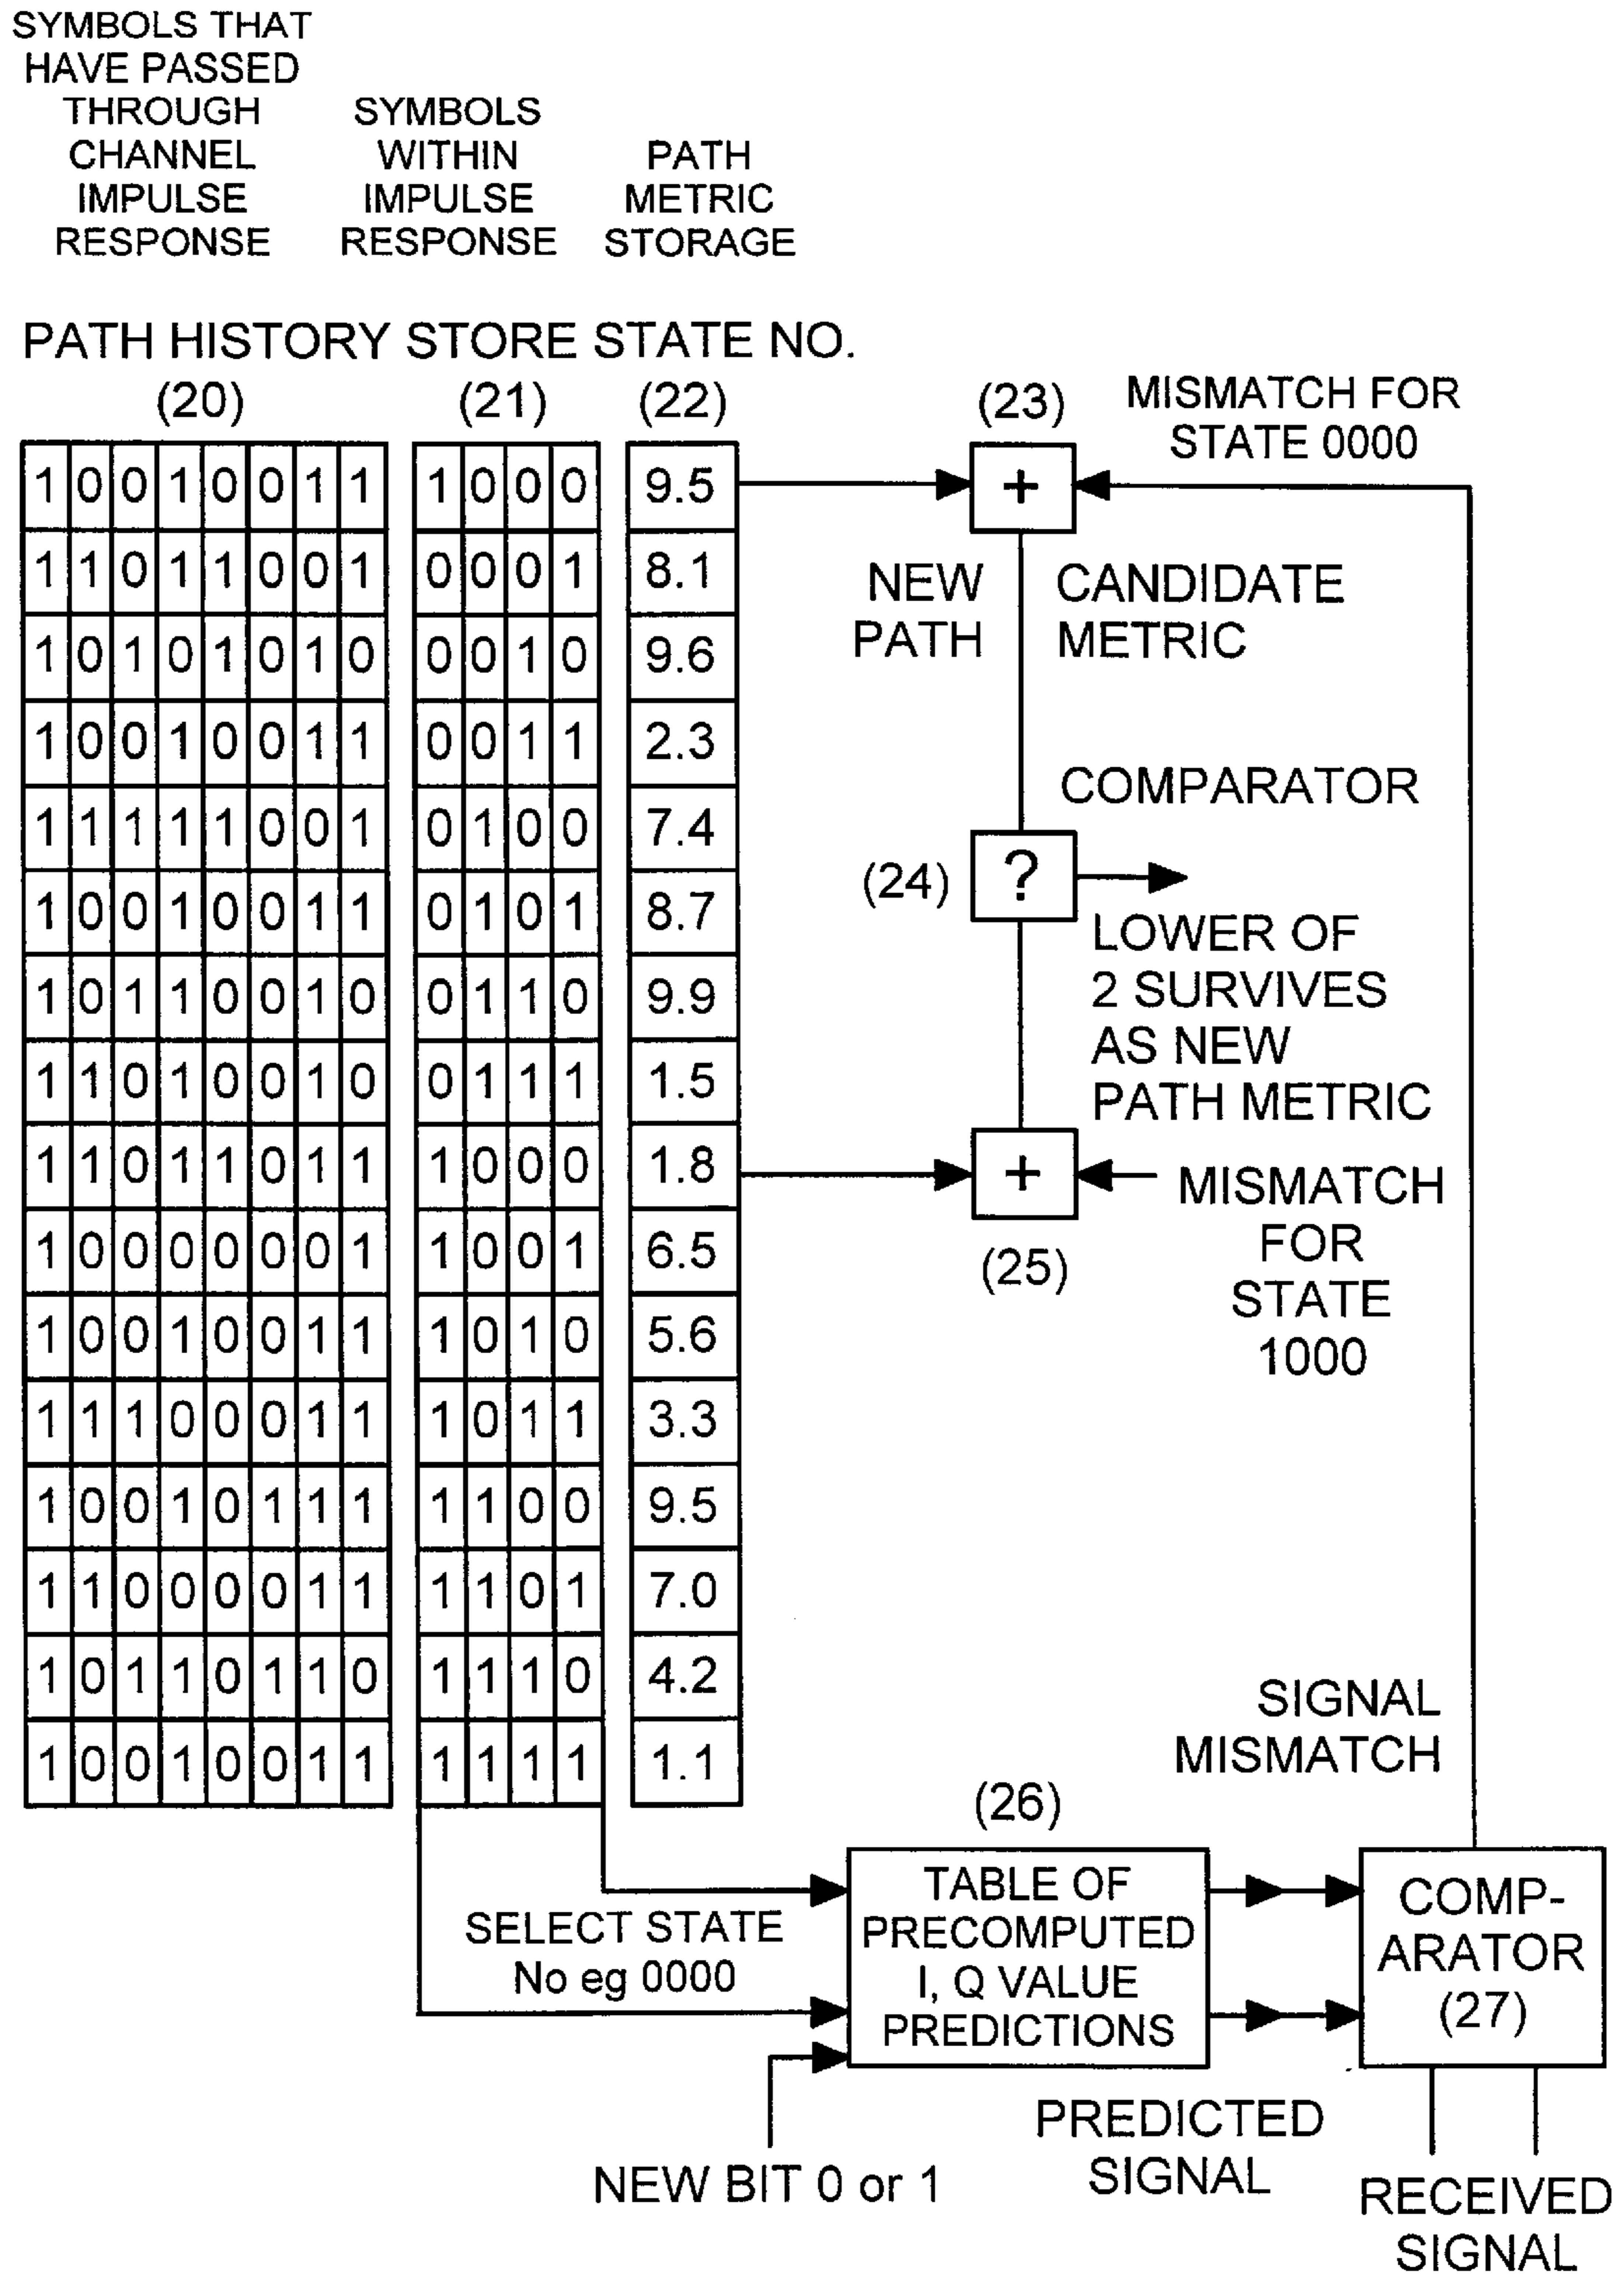 SYMBOLS THAT
HAVE PASSED
THROUGH
CHANNEL
IMPULSE
RESPONSE
SYMBOLS
WITHIN
IMPULSE
RESPONSE
PATH
METRIC
STORAGE
PATH HISTORY STORE STATE NO.
(20) (21) (22)
1 0 0 1 0 0 1 1 1 0 0 0 9.5
1 1 0 1 1 0 0 1 0 0 0 1 8.1
1 0 1 0 1 0 1 0 0 0 1 0 9.6
1 0 0 1 0 0 1 1 0 0 1 1 2.3
1 1 1 1 1 0 0 1 0 1 0 0 7.4
1 0 0 1 0 0 1 1 0 1 0 1 8.7
1 0 1 1 0 0 1 0 0 1 1 0 9.9
1 1 0 1 0 0 1 0 0 1 1 1 1.5
1 1 0 1 1 0 1 1 1 0 0 0 1.8
1 0 0 0 0 0 0 1 1 0 0 1 6.5
1 0 0 1 0 0 1 1 1 0 1 0 5.6
1 1 1 0 0 0 1 1 1 0 1 1 3.3
1 0 0 1 0 1 1 1 1 1 0 0 9.5
1 1 0 0 0 0 1 1 1 1 0 1 7.0
1 0 1 1 0 1 1 0 1 1 1 0 4.2
1 0 0 1 0 0 1 1 1 1 1 1 1.1
(23)
MISMATCH FOR
STATE 0000
+
NEW
PATH
CANDIDATE
METRIC
COMPARATOR
(24)
?
LOWER OF
2 SURVIVES
AS NEW
PATH METRIC
+
(25)
MISMATCH
FOR
STATE
1000
SIGNAL
MISMATCH
(26)
SELECT STATE
No eg 0000
TABLE OF
PRECOMPUTED
I, Q VALUE
PREDICTIONS
COMP-
ARATOR
(27)
NEW BIT 0 or 1
PREDICTED
SIGNAL
RECEIVED
SIGNAL